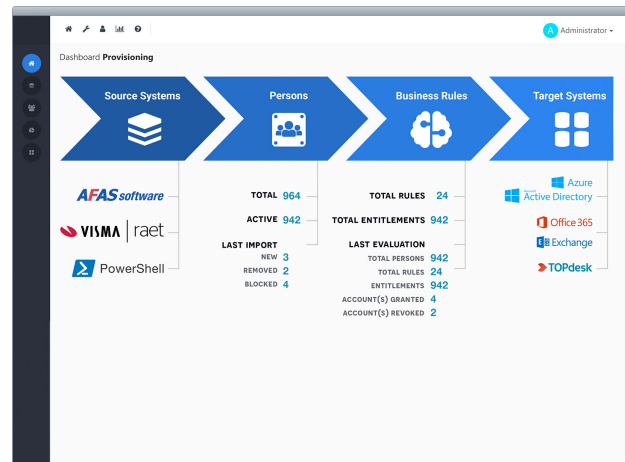 A Administrator
Dashboard Provisioning
Source Systems
Persons
Business Rules
Target Systems
AFAS software
VISMA | raet
PowerShell
TOTAL 964
ACTIVE 942
LAST IMPORT
NEW 3
REMOVED 2
BLOCKED 4
TOTAL RULES 24
TOTAL ENTITLEMENTS 942
LAST EVALUATION
TOTAL PERSONS 942
TOTAL RULES 24
ENTITLEMENTS 942
ACCOUNT(S) GRANTED 4
ACCOUNT(S) REVOKED 2
Azure
Active Directory
Office 365
Exchange
TOPdesk